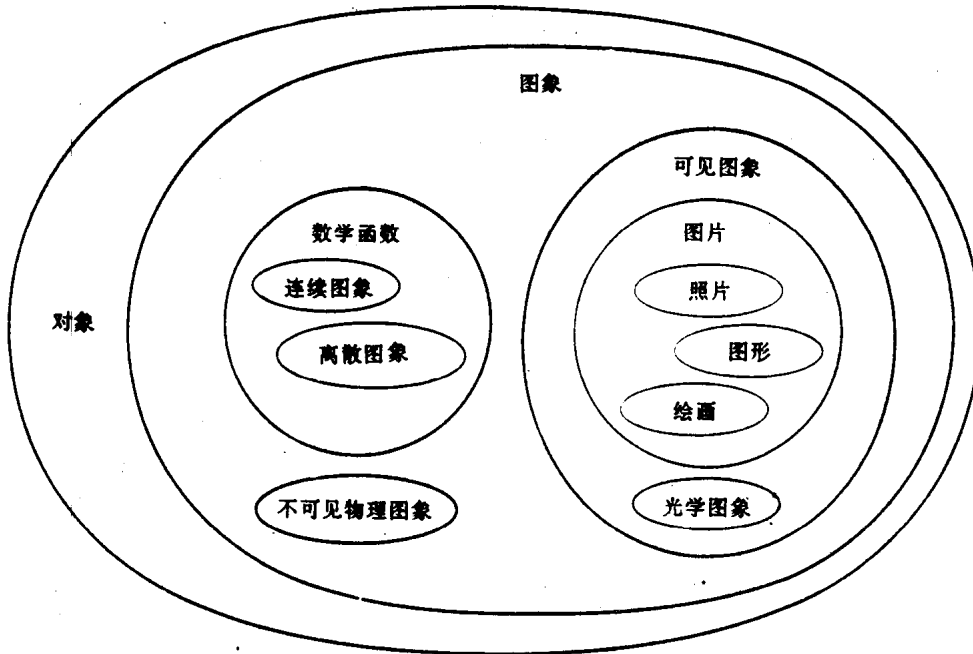 图象
可见图象
数学函数
图片
连续图象
照片
对象
离散图象
图形
绘画
不可见物理图象
光学图象